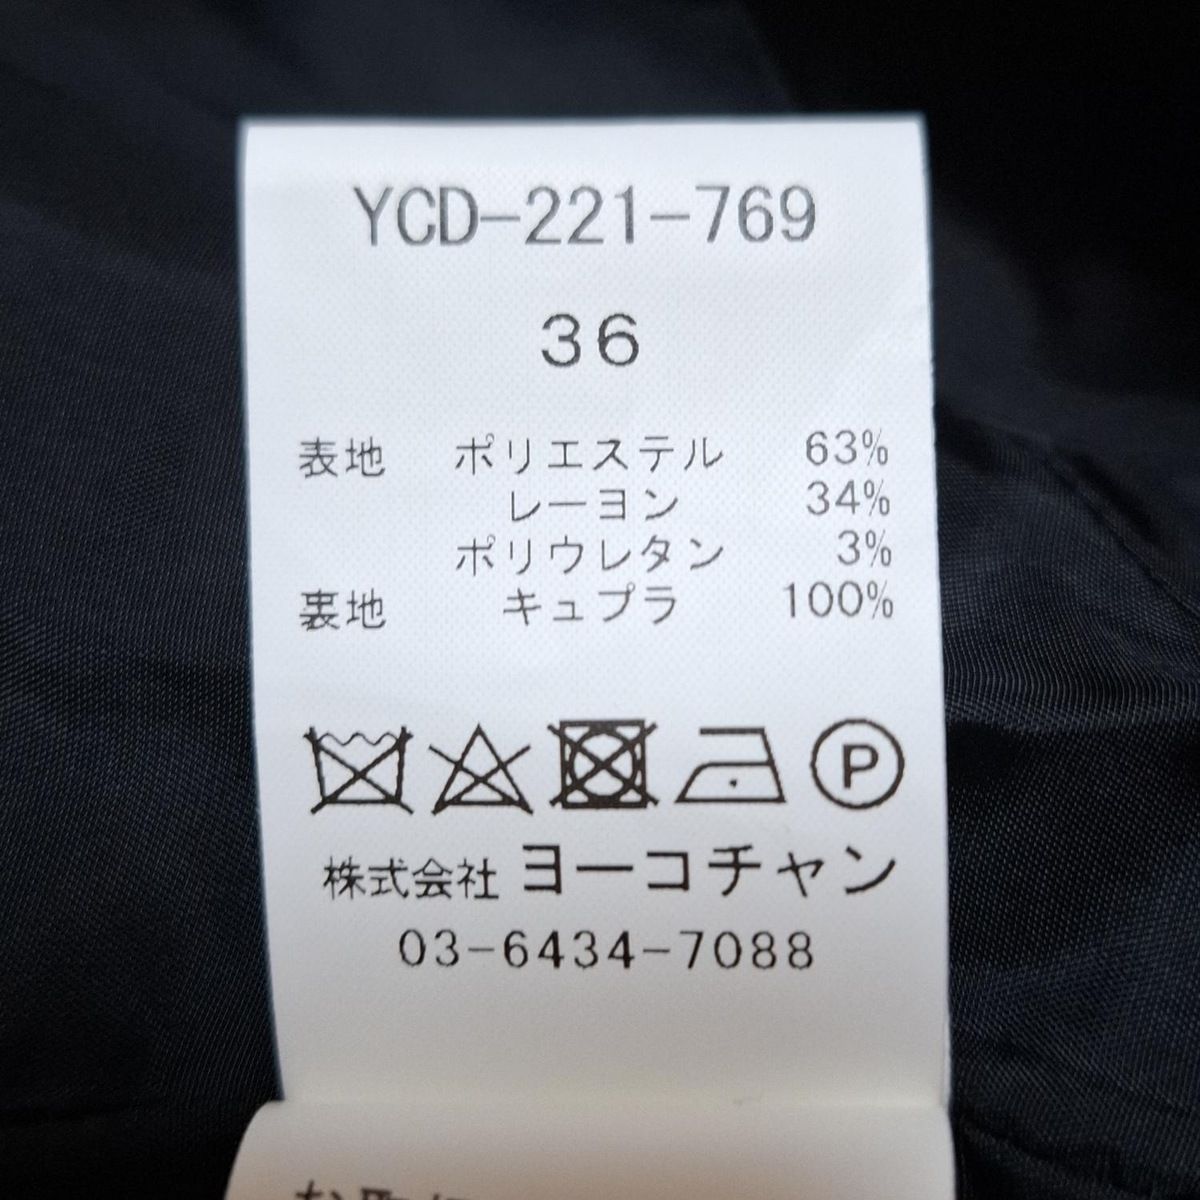 YCD-221-769
36
表地 ポリエステル 63%
レーヨン 34%
ポリウレタン 3%
裏地 キュプラ 100%
P
株式会社 ヨーコチャン
03-6434-7088